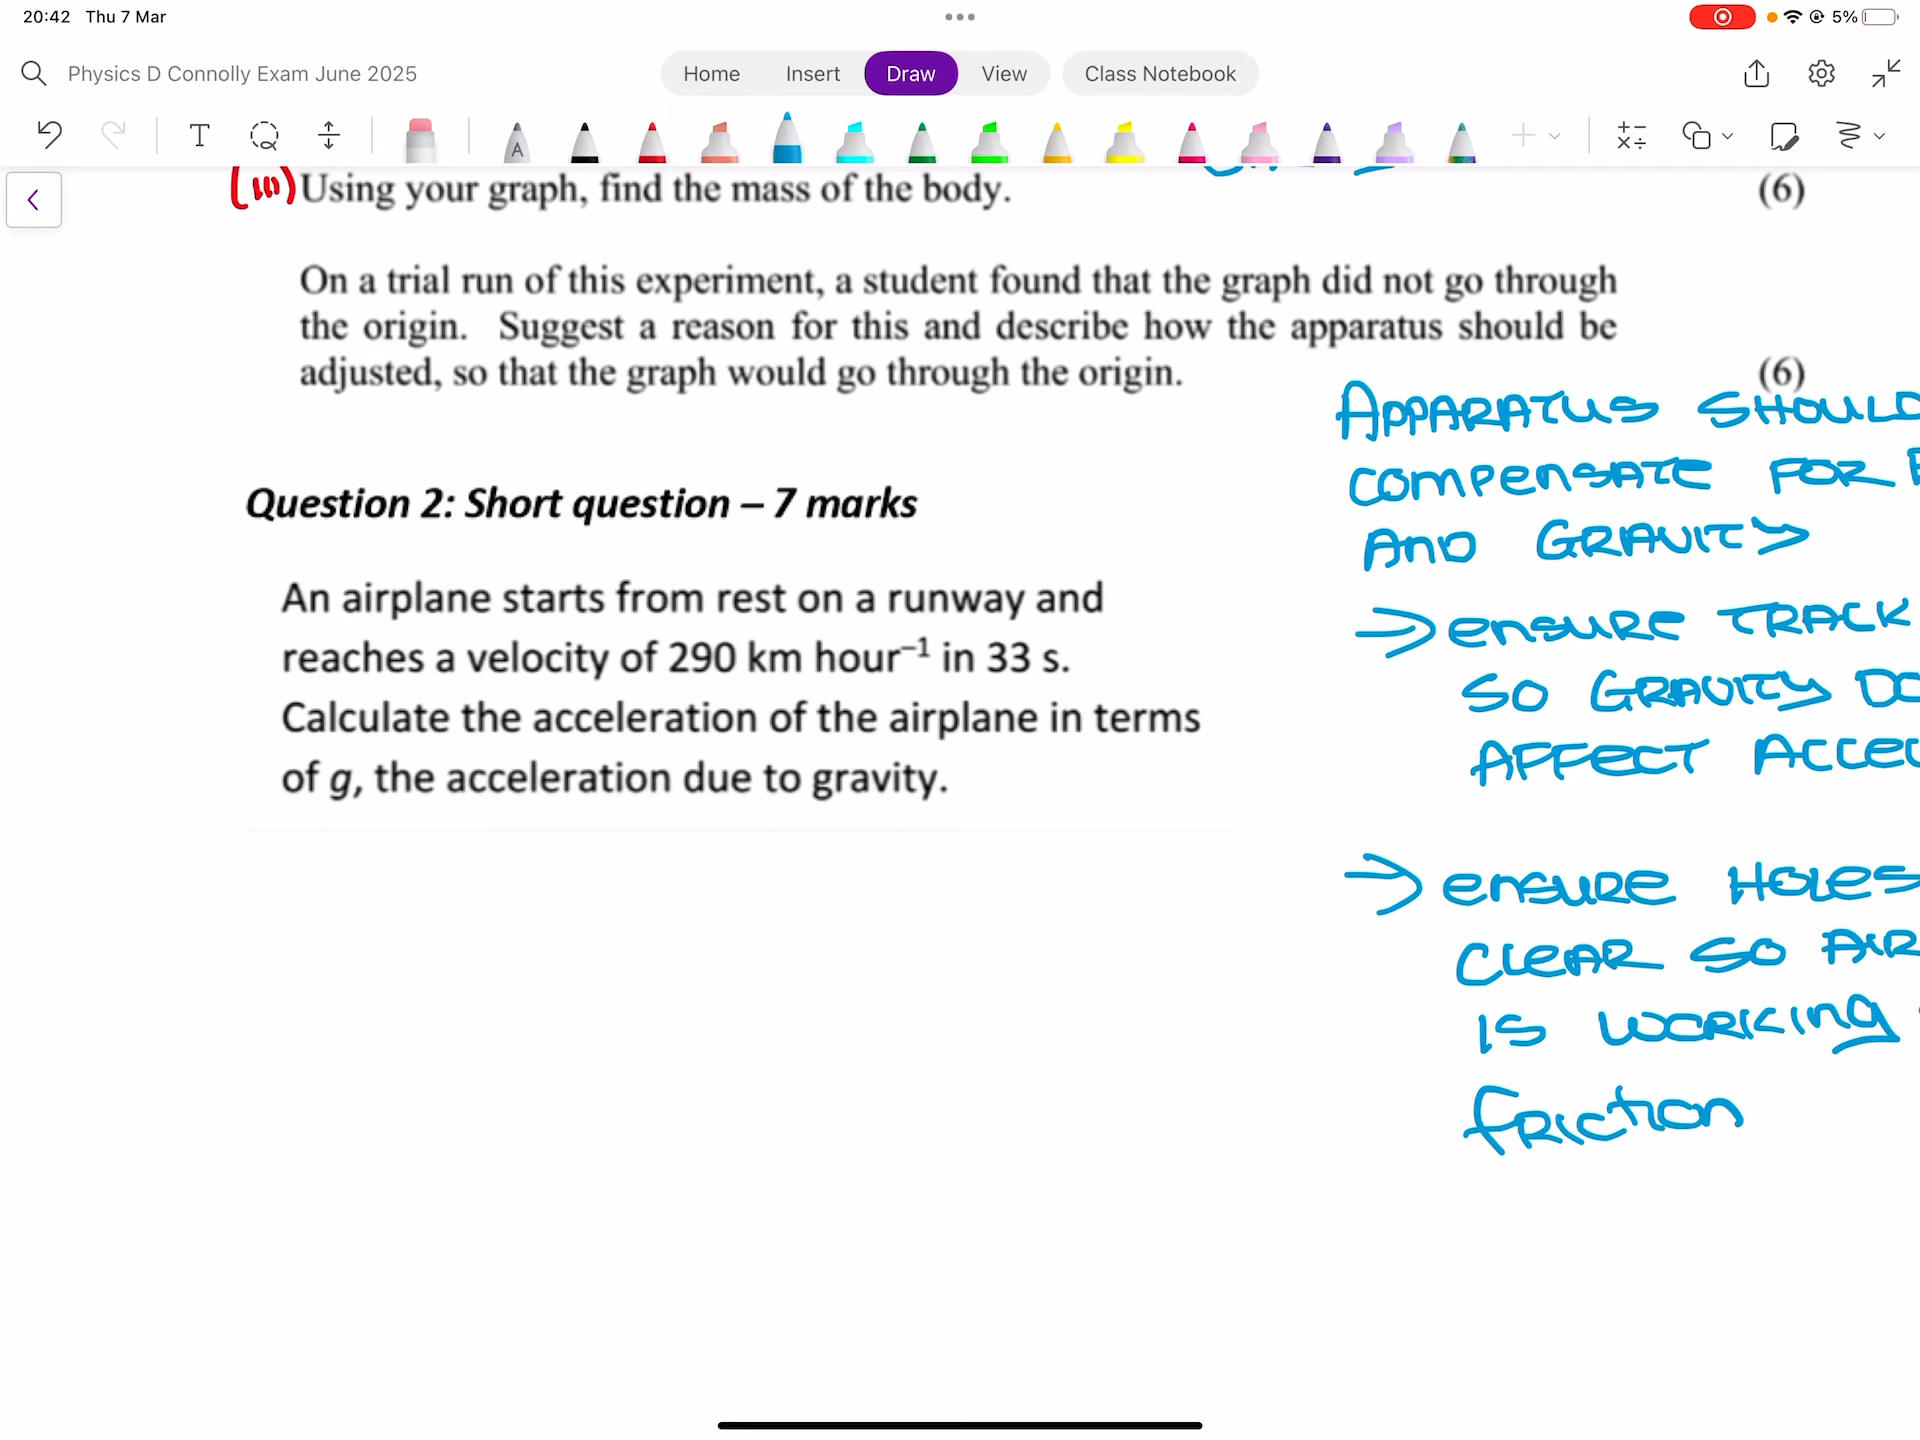 20:42 Thu 7 Mar
5%
Physics D Connolly Exam June 2025
Home Insert Draw View Class Notebook
T
A
(iii) Using your graph, find the mass of the body. (6)
On a trial run of this experiment, a student found that the graph did not go through
the origin. Suggest a reason for this and describe how the apparatus should be
adjusted, so that the graph would go through the origin. (6)
APPARATUS SHOULD
COMPENSATE FOR
AND GRAVITY
=> ENSURE TRACK
SO GRAVITY
AFFECT
=> ENSURE HOLES
CLEAR SO AIR
IS WORKING
FRICTION
Question 2: Short question – 7 marks
An airplane starts from rest on a runway and
reaches a velocity of 290 km hour⁻¹ in 33 s.
Calculate the acceleration of the airplane in terms
of g, the acceleration due to gravity.